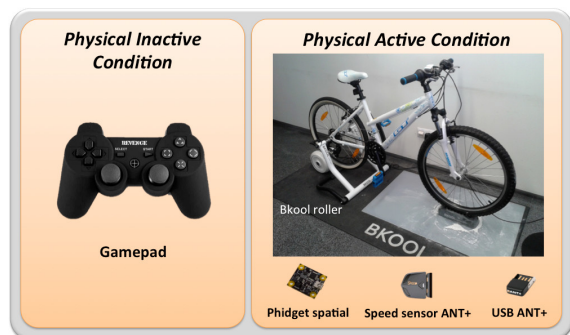 Physical Inactive
Condition
REVENGE
SELECT START
Gamepad
Physical Active Condition
Bkool roller
BKOOL
Phidget spatial Speed sensor ANT+ USB ANT+